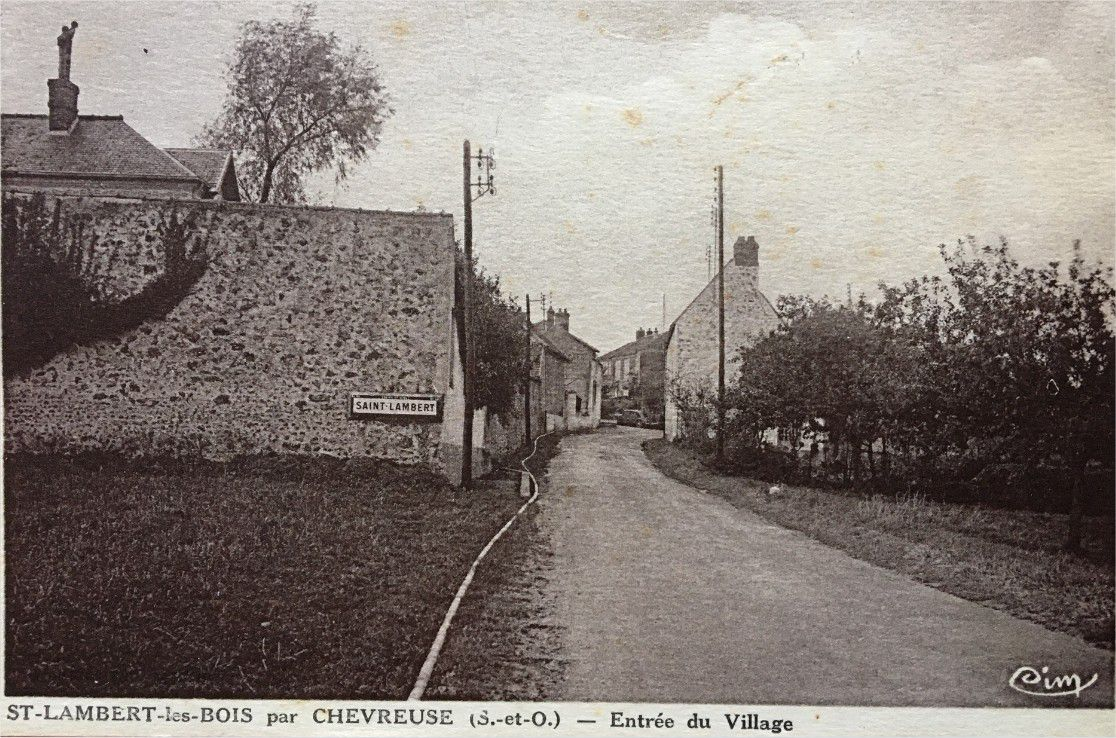 SAINT-LAMBERT
Cim
ST-LAMBERT-les-BOIS par CHEVREUSE (S.-et-O.) — Entrée du Village